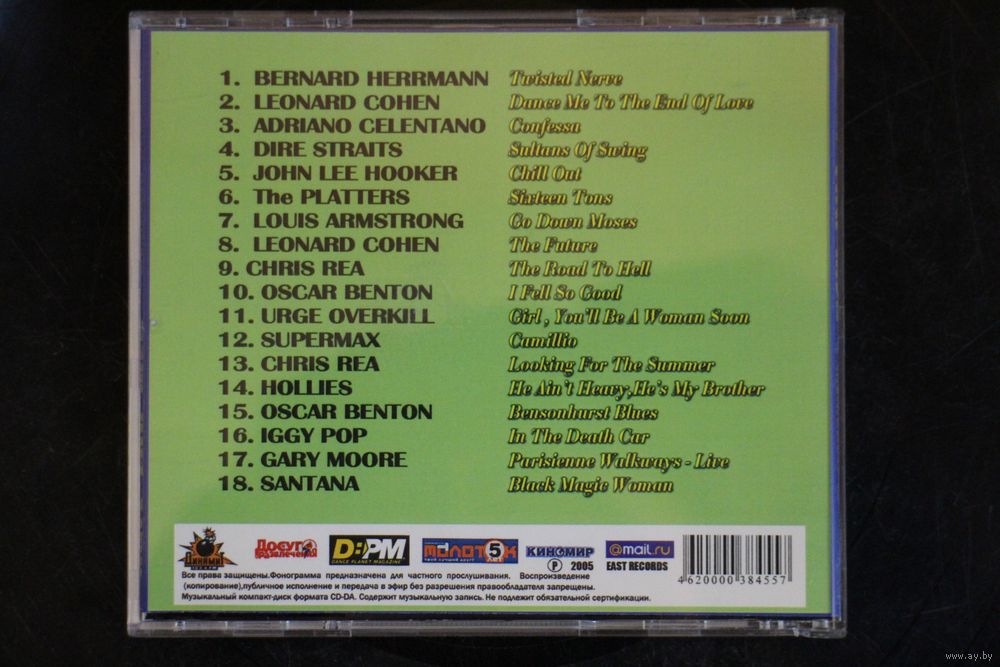 1. BERNARD HERRMANN Twisted Nerve
2. LEONARD COHEN Dance Me To The End Of Love
3. ADRIANO CELENTANO Confessa
4. DIRE STRAITS Sultans Of Swing
5. JOHN LEE HOOKER Chill Out
6. The PLATTERS Sixteen Tons
7. LOUIS ARMSTRONG Go Down Moses
8. LEONARD COHEN The Future
9. CHRIS REA The Road To Hell
10. OSCAR BENTON I Fell So Good
11. URGE OVERKILL Girl , You'll Be A Woman Soon
12. SUPERMAX Camillio
13. CHRIS REA Looking For The Summer
14. HOLLIES He Ain't Heavy,He's My Brother
15. OSCAR BENTON Bensonhurst Blues
16. IGGY POP In The Death Car
17. GARY MOORE Parisienne Walkways - Live
18. SANTANA Black Magic Woman
Динамит
Досуг развлечения
D:PM
DANCE PLANET MAGAZINE
МОЛОТОК 5 лет
КИНОМИР
P 2005
@mail.ru
EAST RECORDS
4 620000 384557
Все права защищены.Фонограмма предназначена для частного прослушивания. Воспроизведение
(копирование),публичное исполнение и передача в эфир без разрешения правообладателя запрещены.
Музыкальный компакт-диск формата CD-DA. Содержит музыкальную запись. Не подлежит обязательной сертификации.
www.ay.by